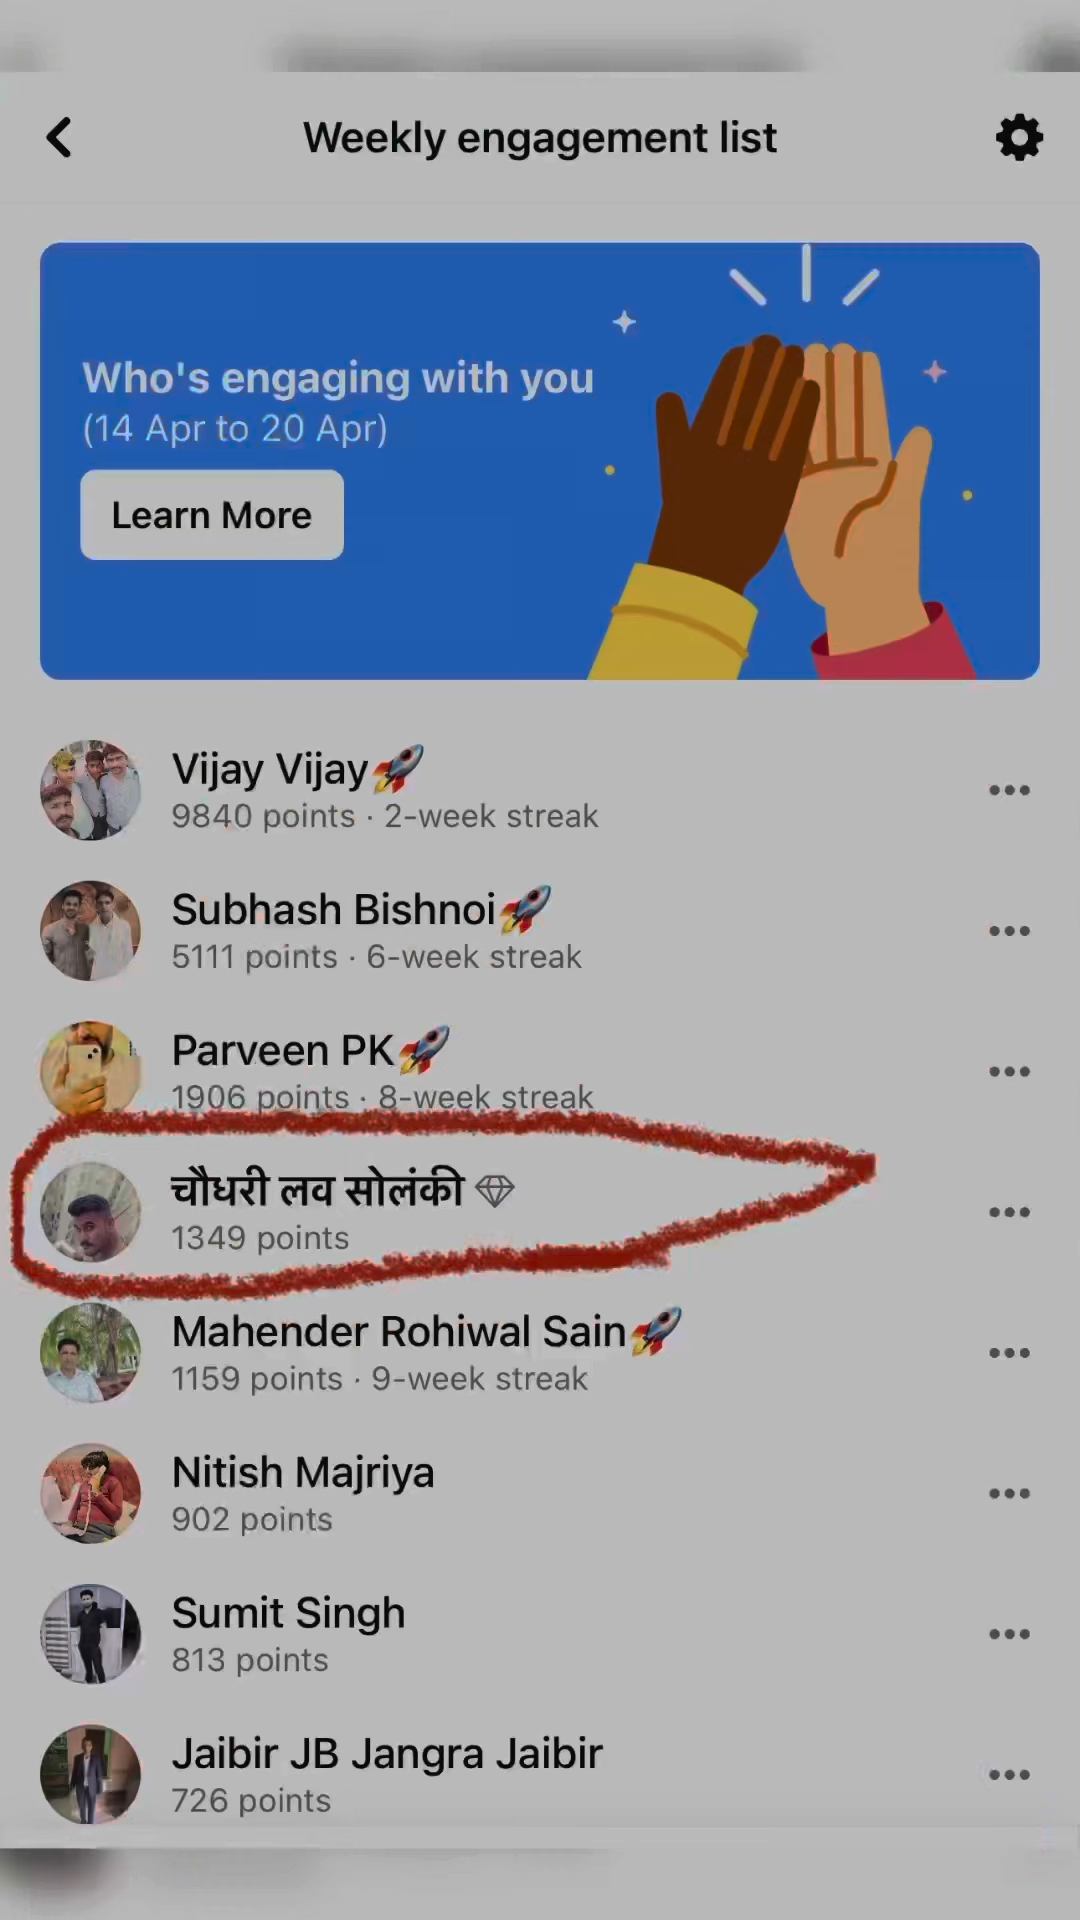 Weekly engagement list
Who's engaging with you
(14 Apr to 20 Apr)
Learn More
Vijay Vijay🚀
9840 points · 2-week streak
Subhash Bishnoi🚀
5111 points · 6-week streak
Parveen PK🚀
1906 points · 8-week streak
चौधरी लव सोलंकी
1349 points
Mahender Rohiwal Sain🚀
1159 points · 9-week streak
Nitish Majriya
902 points
Sumit Singh
813 points
Jaibir JB Jangra Jaibir
726 points